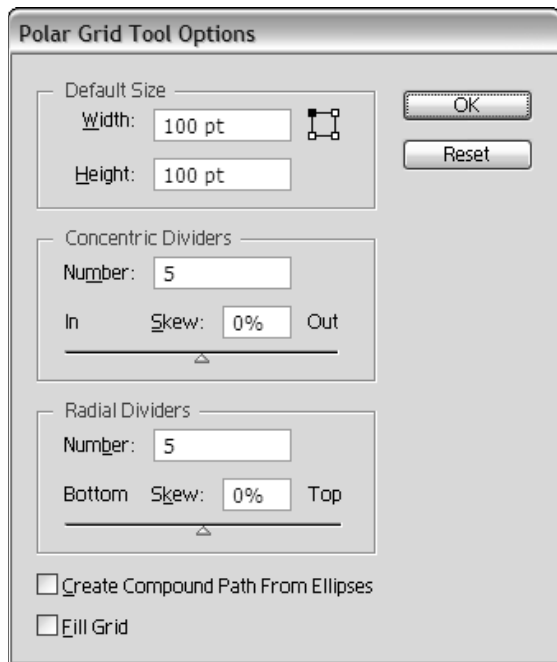 Polar Grid Tool Options
Default Size
Width: 100 pt
OK
Height: 100 pt
Reset
Concentric Dividers
Number: 5
In Skew: 0% Out
Radial Dividers
Number: 5
Bottom Skew: 0% Top
Create Compound Path From Ellipses
Fill Grid